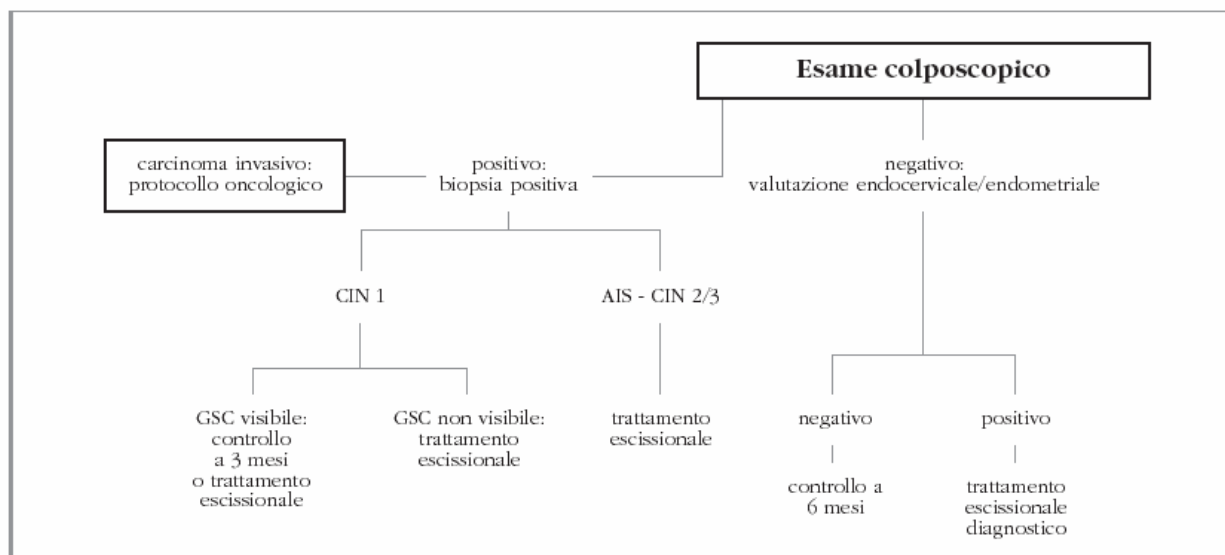 Esame colposcopico
carcinoma invasivo:
protocollo oncologico
positivo:
biopsia positiva
negativo:
valutazione endocervicale/endometriale
CIN 1
AIS - CIN 2/3
GSC visibile:
controllo
a 3 mesi
o trattamento
escissionale
GSC non visibile:
trattamento
escissionale
trattamento
escissionale
negativo
positivo
controllo a
6 mesi
trattamento
escissionale
diagnostico